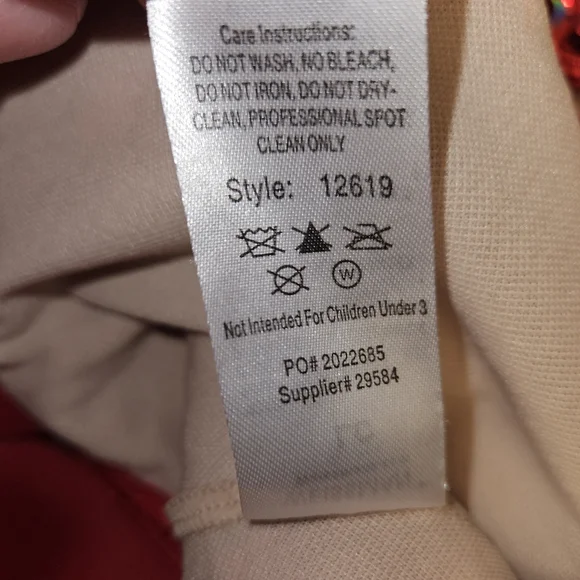 Care Instructions:
DO NOT WASH, NO BLEACH,
DO NOT IRON, DO NOT DRY-
CLEAN, PROFESSIONAL SPOT
CLEAN ONLY
Style: 12619
W
Not Intended For Children Under 3
PO# 2022685
Supplier# 29584